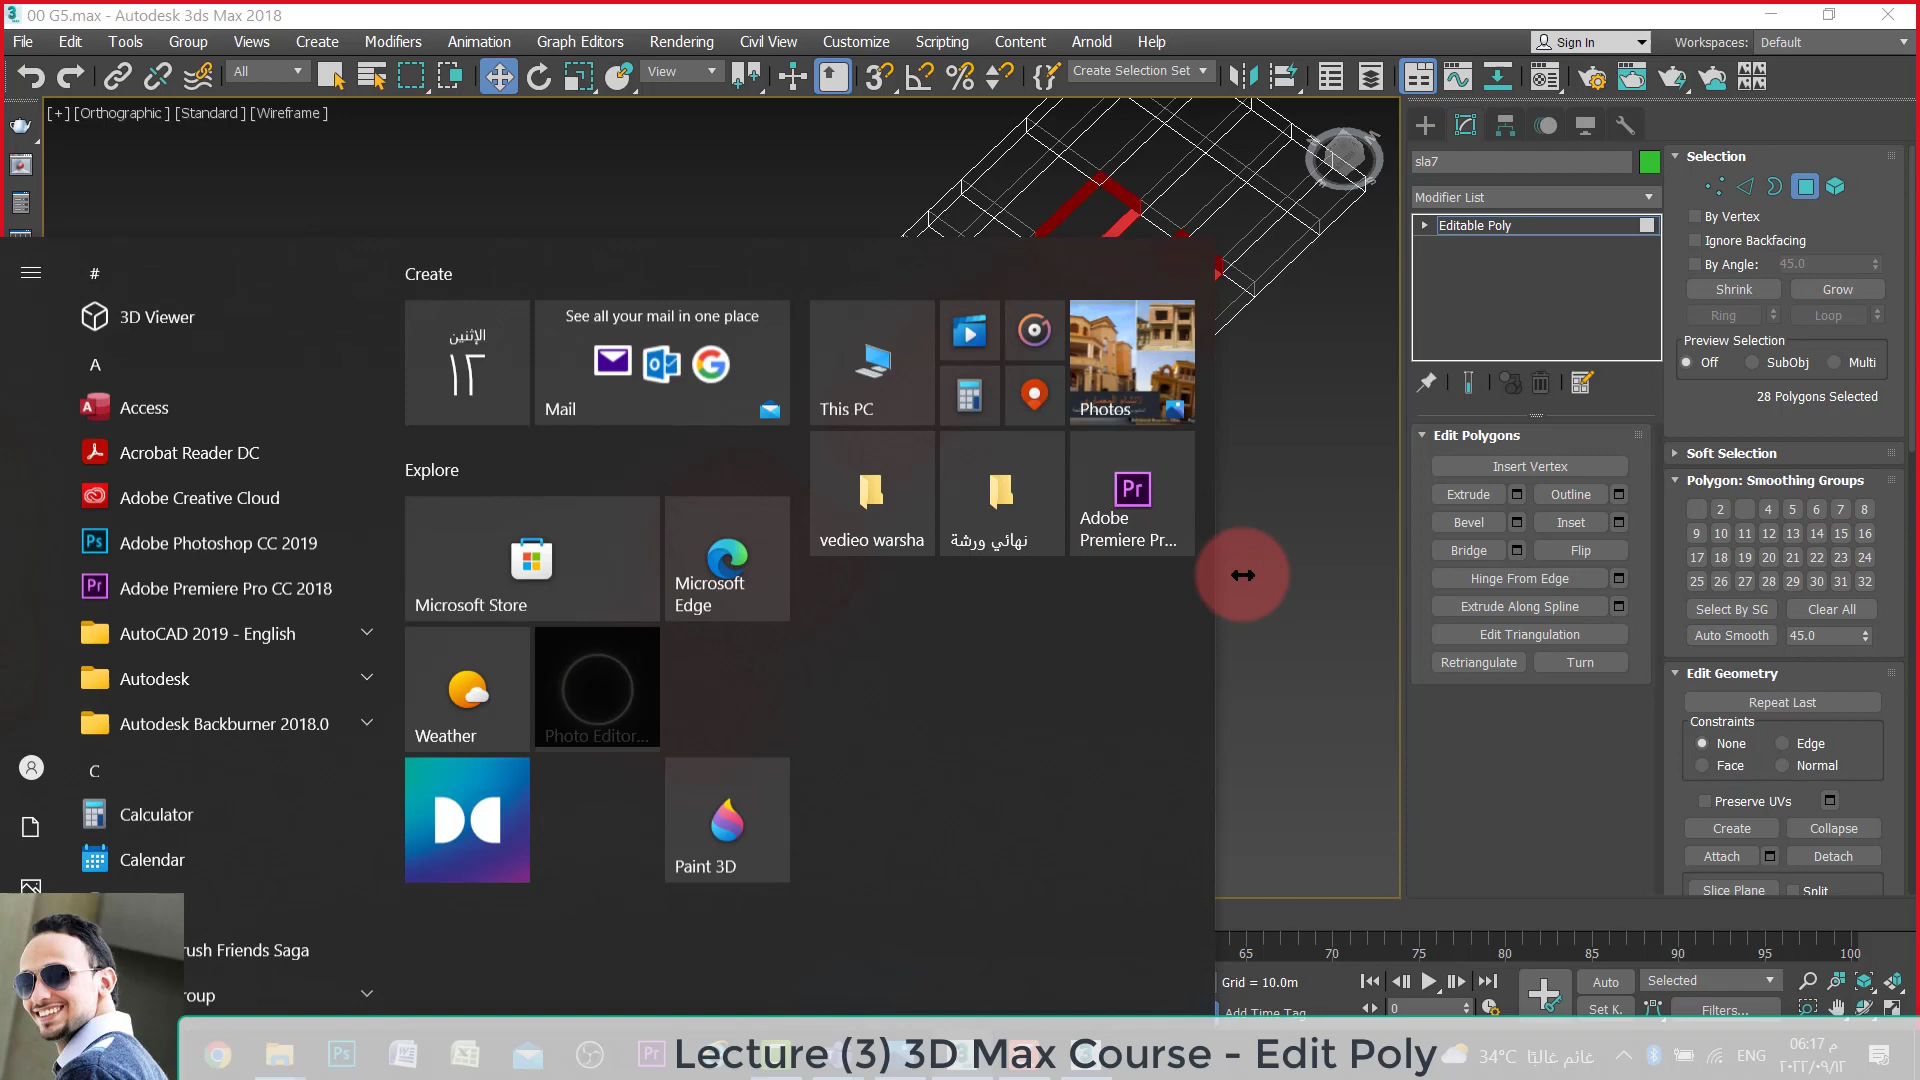 00 G5.max - Autodesk 3ds Max 2018
File Edit Tools Group Views Create Modifiers Animation Graph Editors Rendering Civil View Customize Scripting Content Arnold Help
Sign In
Workspaces: Default
All
View
Create Selection Set
[+] [Orthographic ] [Standard ] [Wireframe ]
sla7
Modifier List
Editable Poly
Selection
By Vertex
Ignore Backfacing
By Angle: 45.0
Shrink Grow
Ring Loop
Preview Selection
Off SubObj Multi
28 Polygons Selected
Edit Polygons
Insert Vertex
Extrude Outline
Bevel Inset
Bridge Flip
Hinge From Edge
Extrude Along Spline
Edit Triangulation
Retriangulate Turn
Soft Selection
Polygon: Smoothing Groups
2 4 5 6 7 8
9 10 11 12 13 14 15 16
17 18 19 20 21 22 23 24
25 26 27 28 29 30 31 32
Select By SG Clear All
Auto Smooth 45.0
Edit Geometry
Repeat Last
Constraints
None Edge
Face Normal
Preserve UVs
Create Collapse
Attach Detach
Slice Plane Split
#
3D Viewer
A
Access
Acrobat Reader DC
Adobe Creative Cloud
Adobe Photoshop CC 2019
Adobe Premiere Pro CC 2018
AutoCAD 2019 - English
Autodesk
Autodesk Backburner 2018.0
C
Calculator
Calendar
rush Friends Saga
roup
Create
الإثنين
١٣
See all your mail in one place
Mail
This PC
Photos
Explore
Microsoft Store
Microsoft
Edge
vedieo warsha
نهائي ورشة
Adobe
Premiere Pr...
Weather
Photo Editor...
Paint 3D
65 70 75 80 85 90 95 100
Grid = 10.0m
Add Time Tag
0
Auto
Selected
Set K.
Filters...
Lecture (3) 3D Max Course - Edit Poly
34°C غائم غالبًا
ENG
06:17 م